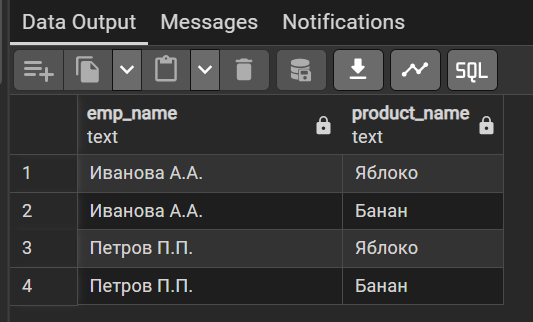 Data Output Messages Notifications
SQL
emp_name product_name
text text
1 Иванова А.А. Яблоко
2 Иванова А.А. Банан
3 Петров П.П. Яблоко
4 Петров П.П. Банан